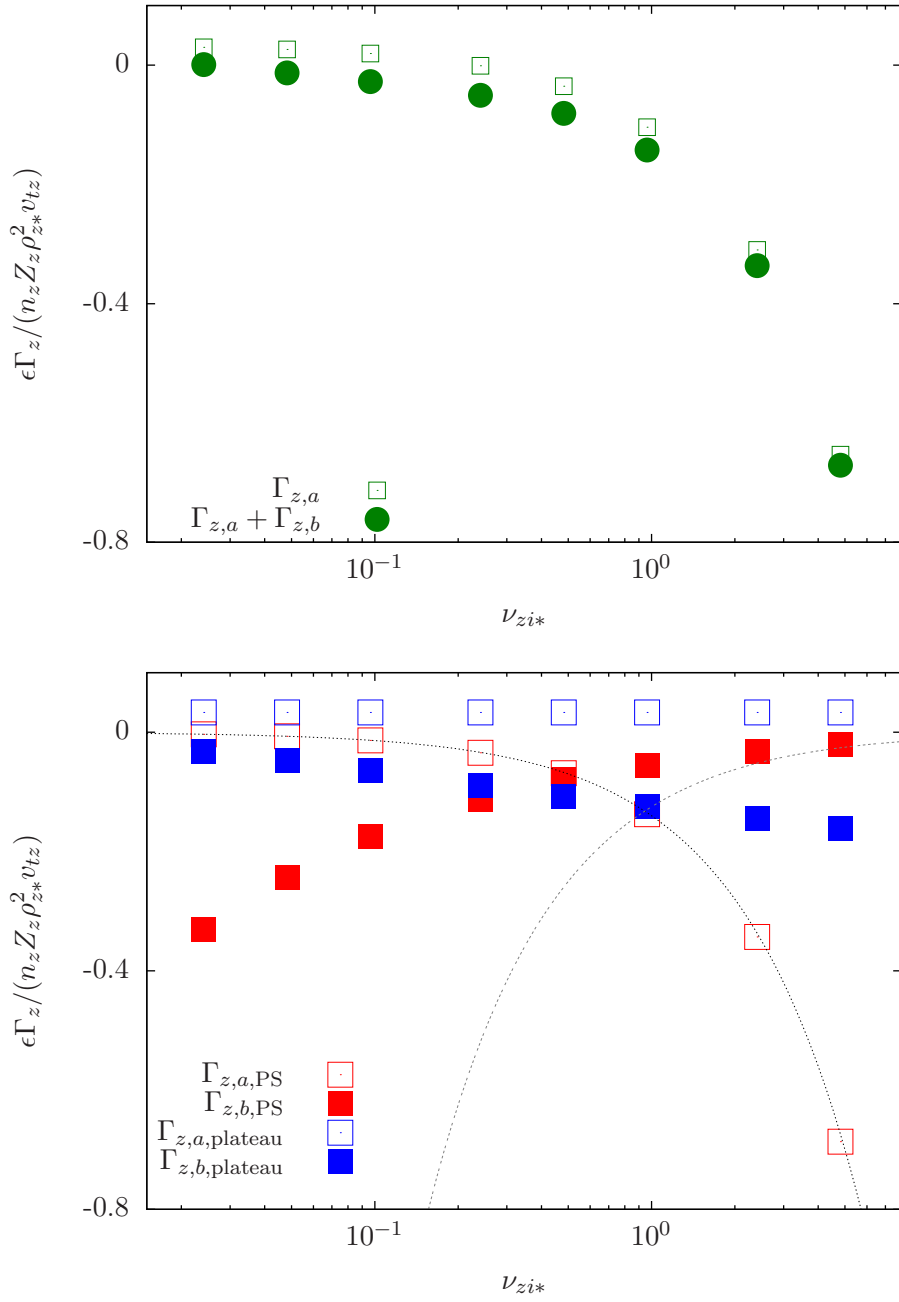 0
-0.4
-0.8
ϵΓ_z/(n_z Z_z ρ_{z*}^2 v_{tz})
Γ_{z,a}
Γ_{z,a} + Γ_{z,b}
10^{-1} 10^0
ν_{zi*}
0
-0.4
-0.8
ϵΓ_z/(n_z Z_z ρ_{z*}^2 v_{tz})
Γ_{z,a,PS}
Γ_{z,b,PS}
Γ_{z,a,plateau}
Γ_{z,b,plateau}
10^{-1} 10^0
ν_{zi*}